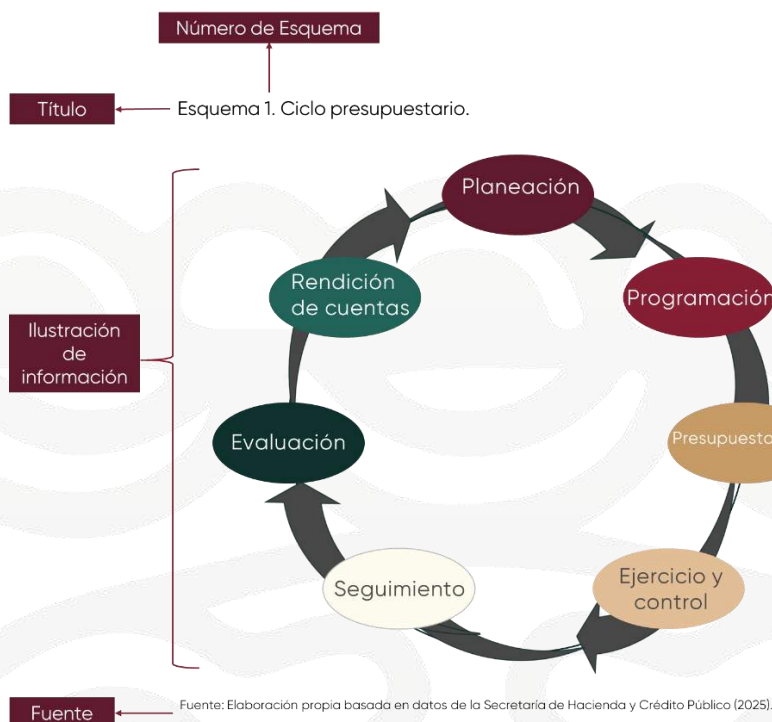 Número de Esquema
Título
Esquema 1. Ciclo presupuestario.
Planeación
Rendición
de cuentas
Programación
Ilustración
de
información
Evaluación
Presupuesta
Seguimiento
Ejercicio y
control
Fuente
Fuente: Elaboración propia basada en datos de la Secretaría de Hacienda y Crédito Público (2025).